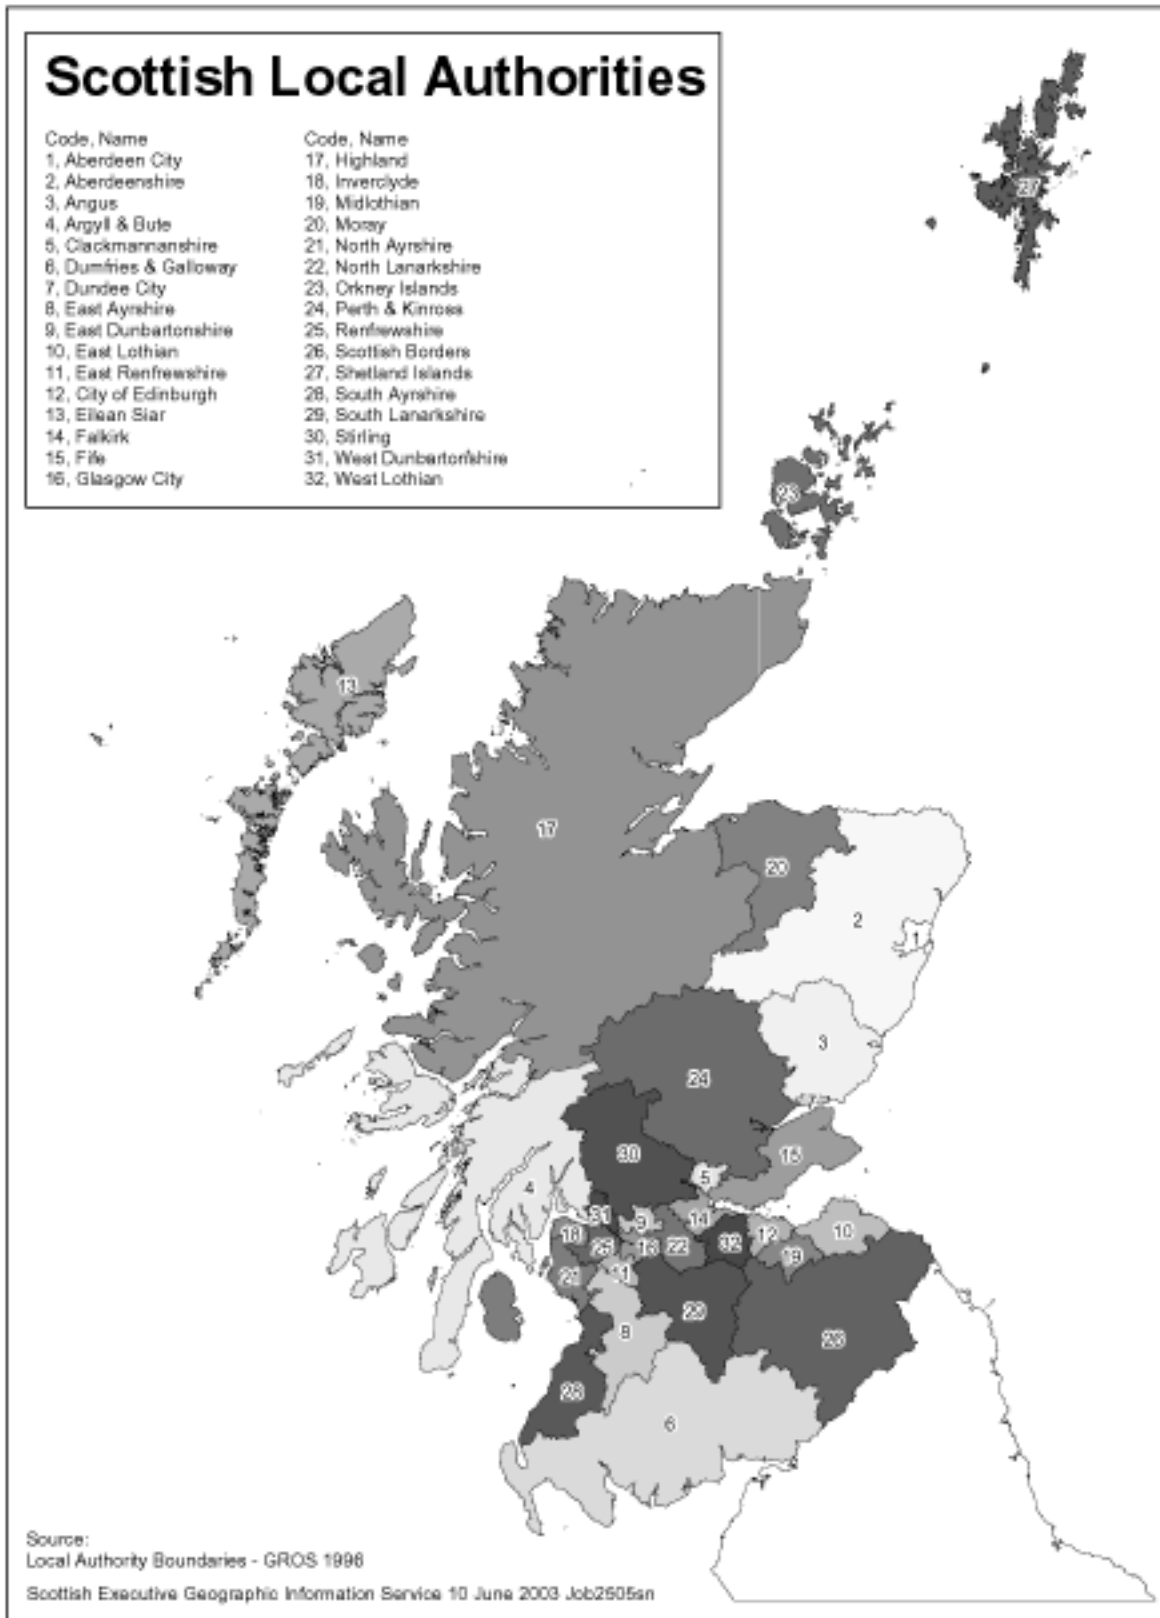 Scottish Local Authorities
Code, Name
1, Aberdeen City
2, Aberdeenshire
3, Angus
4, Argyll & Bute
5, Clackmannanshire
6, Dumfries & Galloway
7, Dundee City
8, East Ayrshire
9, East Dunbartonshire
10, East Lothian
11, East Renfrewshire
12, City of Edinburgh
13, Eilean Siar
14, Falkirk
15, Fife
16, Glasgow City
Code, Name
17, Highland
18, Inverclyde
19, Midlothian
20, Moray
21, North Ayrshire
22, North Lanarkshire
23, Orkney Islands
24, Perth & Kinross
25, Renfrewshire
26, Scottish Borders
27, Shetland Islands
28, South Ayrshire
29, South Lanarkshire
30, Stirling
31, West Dunbartonshire
32, West Lothian
27
23
13
17
20
2
1
3
24
7
15
30
5
4
31
9
14
18
25
16
22
32
12
10
19
21
11
29
8
26
28
6
Source:
Local Authority Boundaries - GROS 1996
Scottish Executive Geographic Information Service 10 June 2003 Job2505sn